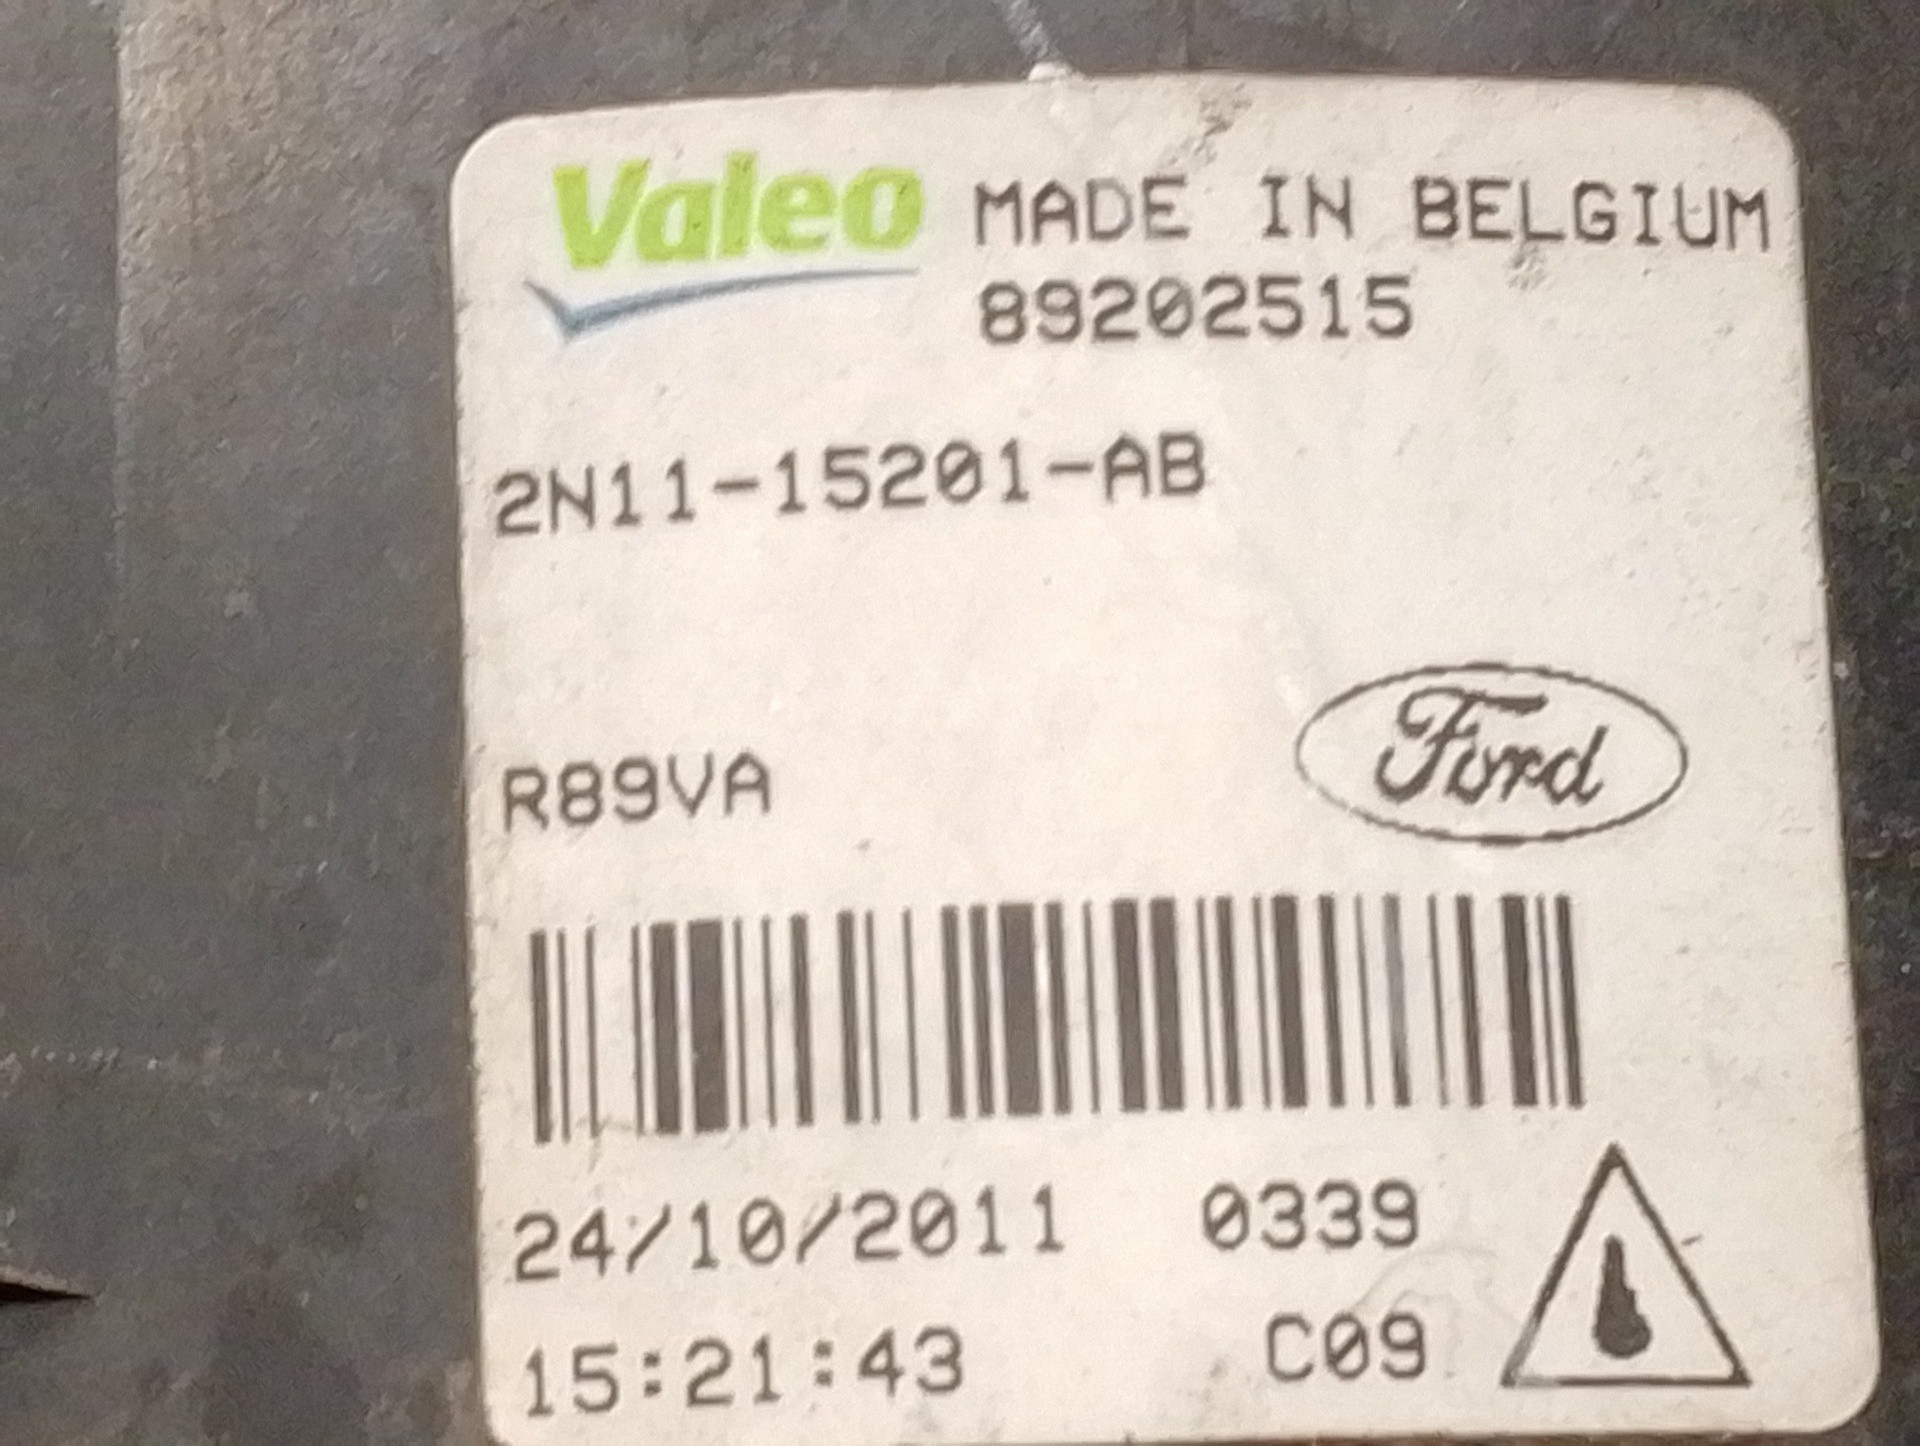 Valeo MADE IN BELGIUM
89202515
2N11-15201-AB
Ford
R89VA
24/10/2011 0339
15:21:43 C09